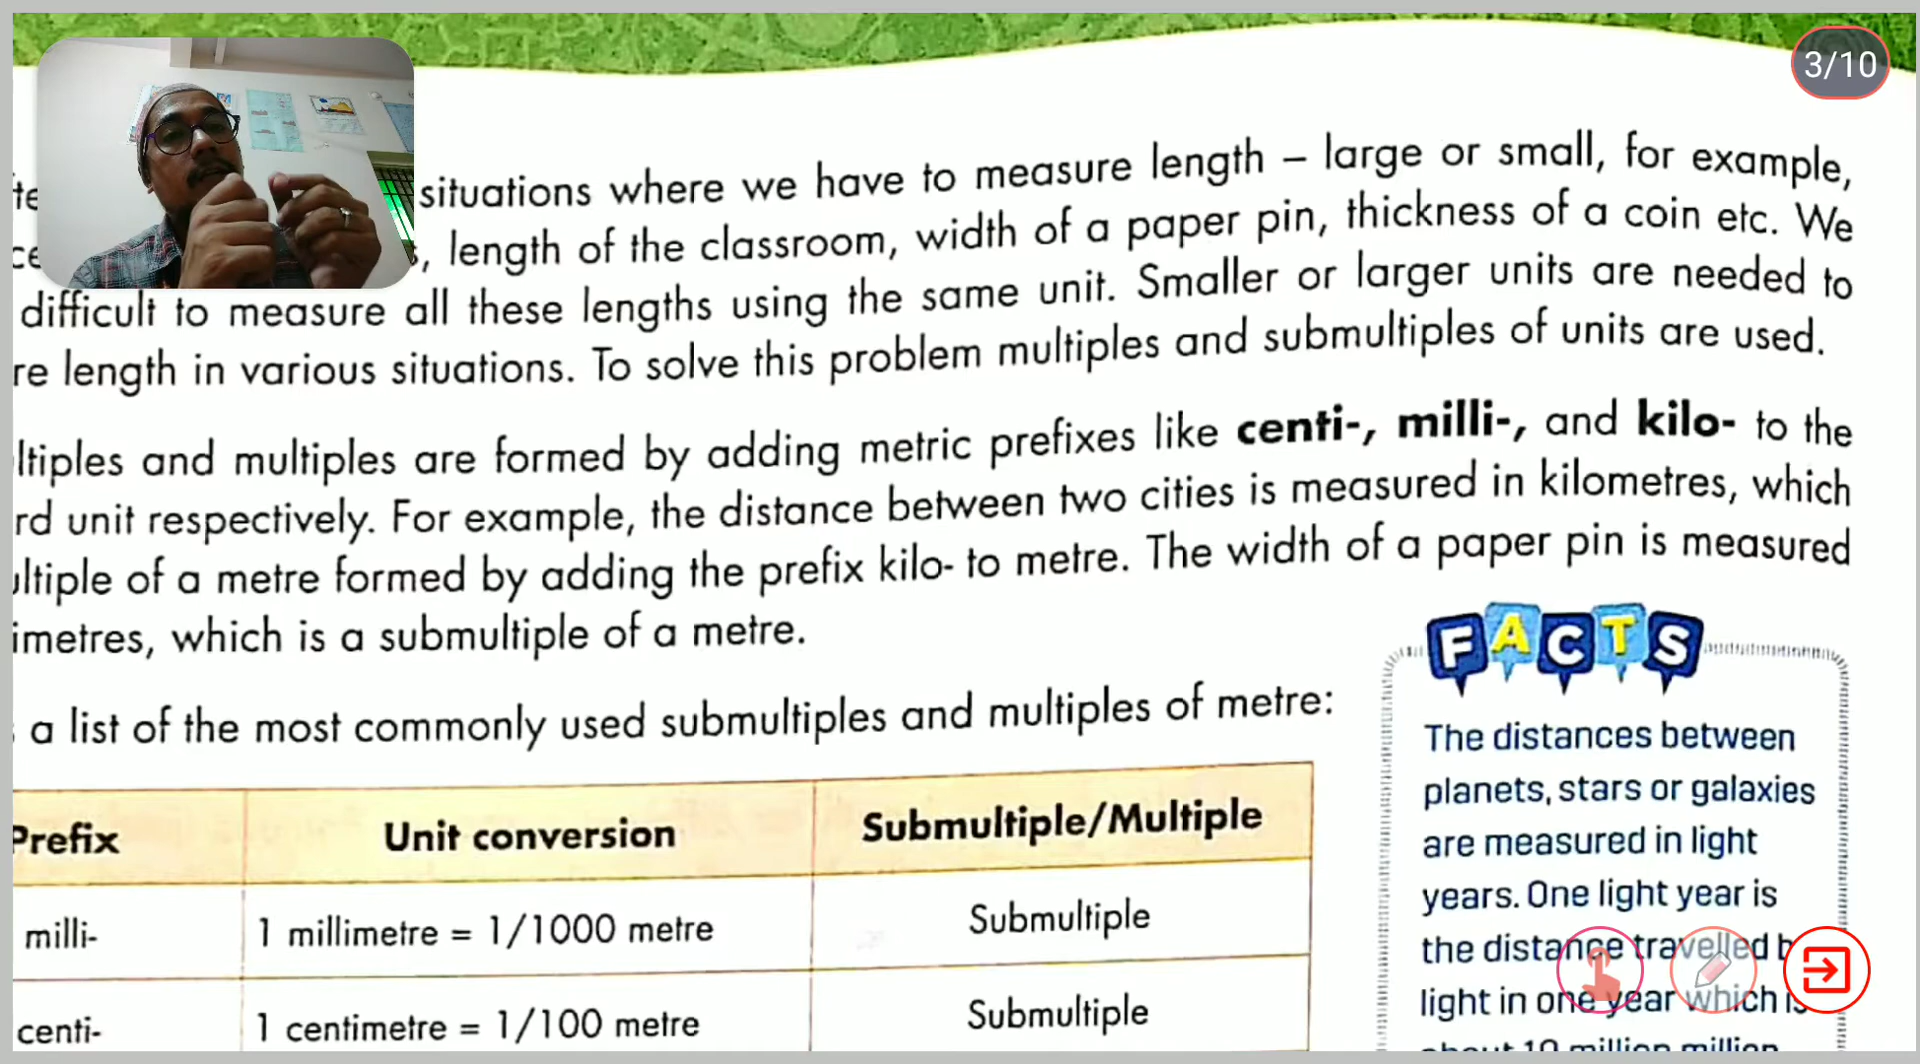 3/10
situations where we have to measure length – large or small, for example,
, length of the classroom, width of a paper pin, thickness of a coin etc. We
difficult to measure all these lengths using the same unit. Smaller or larger units are needed to
re length in various situations. To solve this problem multiples and submultiples of units are used.
ltiples and multiples are formed by adding metric prefixes like centi-, milli-, and kilo- to the
rd unit respectively. For example, the distance between two cities is measured in kilometres, which
ultiple of a metre formed by adding the prefix kilo- to metre. The width of a paper pin is measured
imetres, which is a submultiple of a metre.
a list of the most commonly used submultiples and multiples of metre:
Prefix Unit conversion Submultiple/Multiple
milli- 1 millimetre = 1/1000 metre Submultiple
centi- 1 centimetre = 1/100 metre Submultiple
FACTS
The distances between
planets, stars or galaxies
are measured in light
years. One light year is
the distance travelled b
light in one year which is
about 10 million million